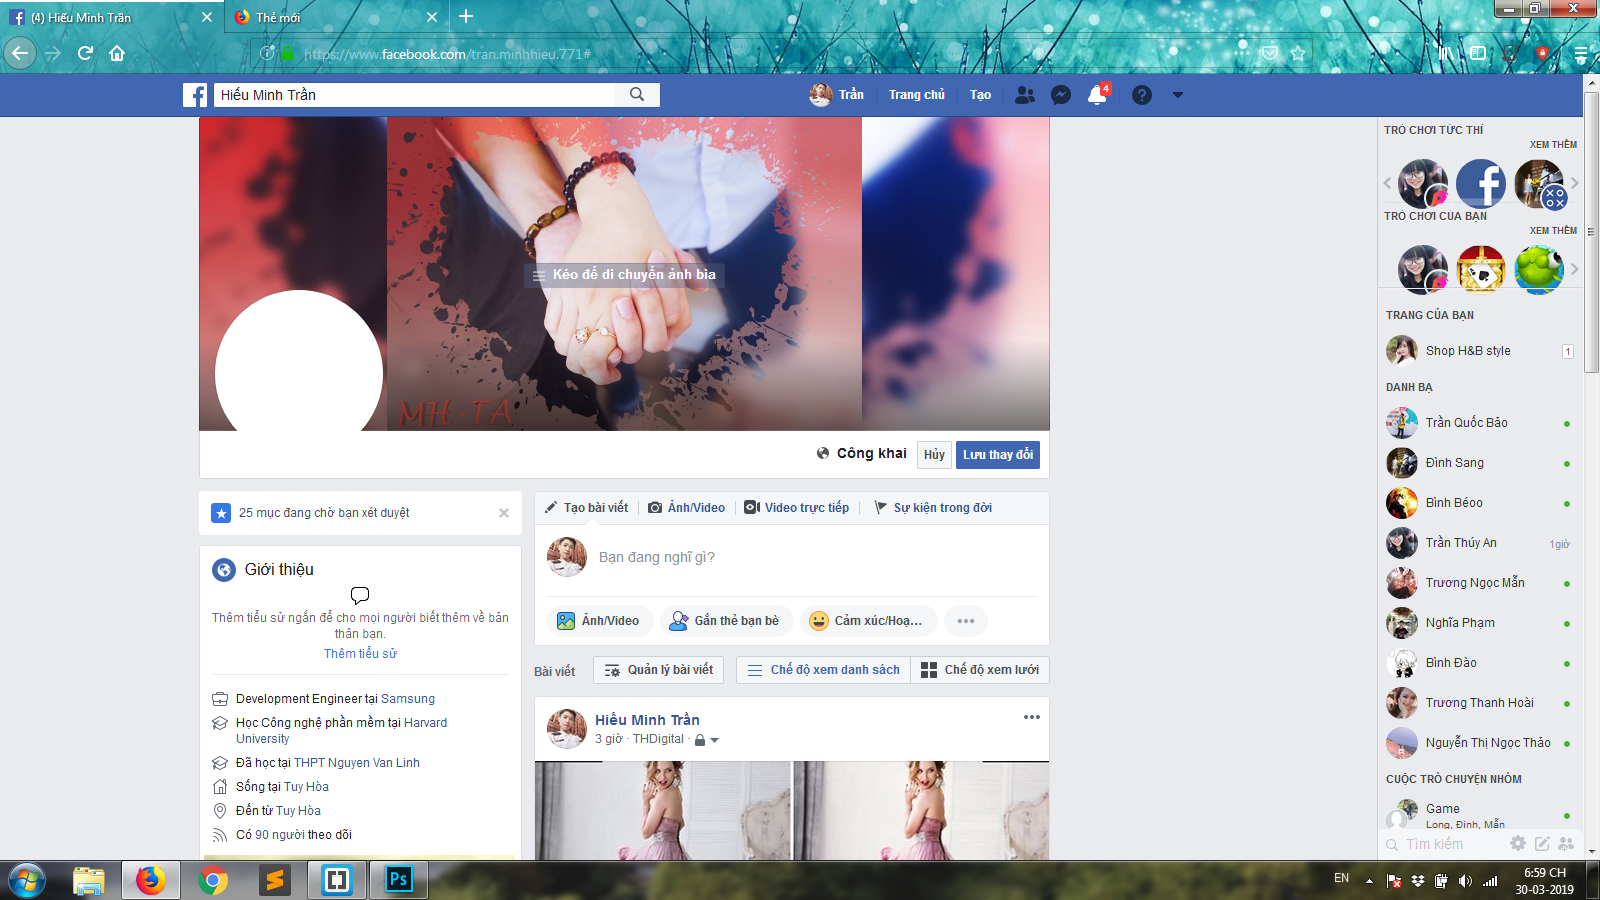 (4) Hiếu Minh Trần
Thẻ mới
https://www.facebook.com/tran.minhhieu.771#
Hiếu Minh Trần
Trần
Trang chủ
Tạo
4
Kéo để di chuyển ảnh bìa
MH-TA
Công khai
Hủy
Lưu thay đổi
25 mục đang chờ bạn xét duyệt
Giới thiệu
Thêm tiểu sử ngắn để cho mọi người biết thêm về bản
thân bạn.
Thêm tiểu sử
Development Engineer tại Samsung
Học Công nghệ phần mềm tại Harvard
University
Đã học tại THPT Nguyen Van Linh
Sống tại Tuy Hòa
Đến từ Tuy Hòa
Có 90 người theo dõi
Tạo bài viết
Ảnh/Video
Video trực tiếp
Sự kiện trong đời
Bạn đang nghĩ gì?
Ảnh/Video
Gắn thẻ bạn bè
Cảm xúc/Hoạ...
Bài viết
Quản lý bài viết
Chế độ xem danh sách
Chế độ xem lưới
Hiếu Minh Trần
3 giờ · THDigital ·
TRÒ CHƠI TỨC THÌ
XEM THÊM
TRÒ CHƠI CỦA BẠN
XEM THÊM
TRANG CỦA BẠN
Shop H&B style
1
DANH BẠ
Trần Quốc Bảo
Đình Sang
Bình Béoo
Trần Thúy An
1giờ
Trương Ngọc Mẫn
Nghĩa Phạm
Bình Đào
Trương Thanh Hoài
Nguyễn Thị Ngọc Thảo
CUỘC TRÒ CHUYỆN NHÓM
Game
Long, Định, Mẫn
Tìm kiếm
Ps
EN
6:59 CH
30-03-2019